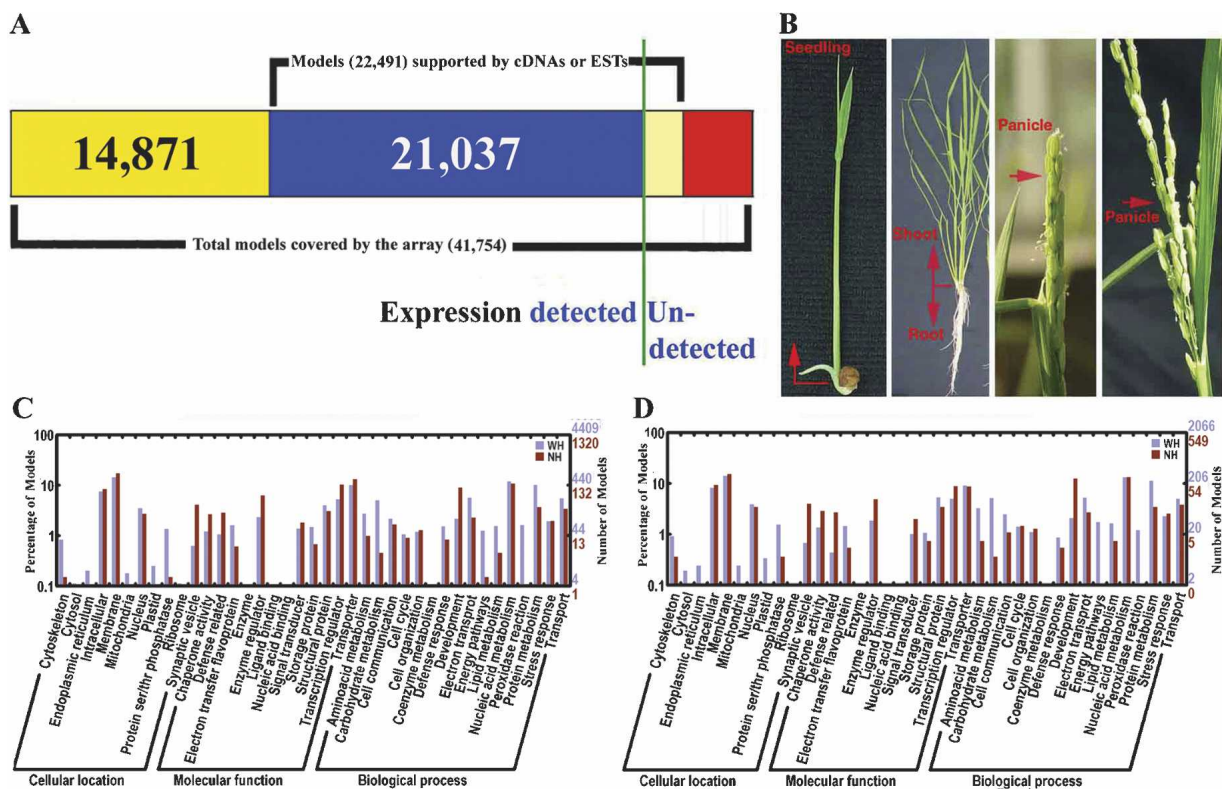 A
Models (22,491) supported by cDNAs or ESTs
14,871
21,037
Total models covered by the array (41,754)
Expression detected Un-
detected
B
Seedling
Shoot
Root
Panicle
Panicle
C
Percentage of Models
100
10
1
0.1
WH
NH
4409
1320
440
132
44
13
4
1
Number of Models
Cytoskeleton
Cytosol
Endoplasmic reticulum
Intracellular
Membrane
Mitochondria
Nucleus
Plastid
Protein ser/thr phosphatase
Ribosome
Synaptic vesicle
Chaperone activity
Defense related
Electron transfer flavoprotein
Enzyme
Enzyme regulator
Ligand binding
Nucleic acid binding
Signal transducer
Storage protein
Structural protein
Transcription regulator
Transporter
Aminoacid metabolism
Carbohydrate metabolism
Cell communication
Cell cycle
Cell organization
Coenzyme metabolism
Defense response
Development
Electron transprot
Energy pathways
Lipid metabolism
Nucleic acid metabolism
Peroxidase reaction
Protein metabolism
Stress response
Transport
Cellular location
Molecular function
Biological process
D
Percentage of Models
100
10
1
0.1
WH
NH
2066
549
206
54
20
5
2
0
Number of Models
Cytoskeleton
Cytosol
Endoplasmic reticulum
Intracellular
Membrane
Mitochondria
Nucleus
Plastid
Protein ser/thr phosphatase
Ribosome
Synaptic vesicle
Chaperone activity
Defense related
Electron transfer flavoprotein
Enzyme
Enzyme regulator
Ligand binding
Nucleic acid binding
Signal transducer
Storage protein
Structural protein
Transcription regulator
Transporter
Aminoacid metabolism
Carbohydrate metabolism
Cell communication
Cell cycle
Cell organization
Coenzyme metabolism
Defense response
Development
Electron transprot
Energy pathways
Lipid metabolism
Nucleic acid metabolism
Peroxidase reaction
Protein metabolism
Stress response
Transport
Cellular location
Molecular function
Biological process